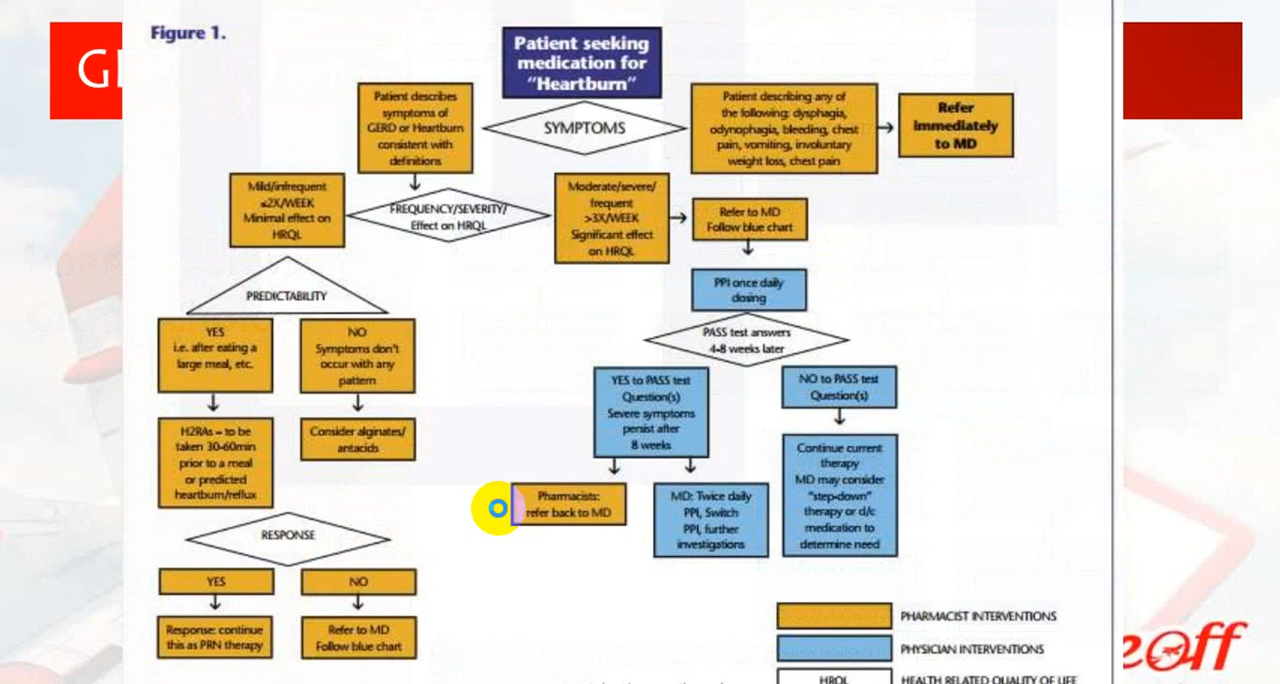 Figure 1.
Patient seeking
medication for
"Heartburn"
Patient describes
symptoms of
GERD or Heartburn
consistent with
definitions
SYMPTOMS
Patient describing any of
the following: dysphagia,
odynophagia, bleeding, chest
pain, vomiting, involuntary
weight loss, chest pain
Refer
immediately
to MD
Mild/infrequent
≤2X/WEEK
Minimal effect on
HRQL
FREQUENCY/SEVERITY/
Effect on HRQL
Moderate/severe/
frequent
>3X/WEEK
Significant effect
on HRQL
Refer to MD
Follow blue chart
PPI once daily
dosing
PREDICTABILITY
PASS test answers
4-8 weeks later
YES
i.e. after eating a
large meal, etc.
NO
Symptoms don't
occur with any
pattern
YES to PASS test
Question(s)
Severe symptoms
persist after
8 weeks
NO to PASS test
Question(s)
H2RAs – to be
taken 30-60min
prior to a meal
or predicted
heartburn/reflux
Consider alginates/
antacids
Continue current
therapy
MD may consider
"step-down"
therapy or d/c
medication to
determine need
Pharmacists:
refer back to MD
MD: Twice daily
PPI, Switch
PPI, further
investigations
RESPONSE
YES
NO
Response: continue
this as PRN therapy
Refer to MD
Follow blue chart
PHARMACIST INTERVENTIONS
PHYSICIAN INTERVENTIONS
HRQL
HEALTH RELATED QUALITY OF LIFE